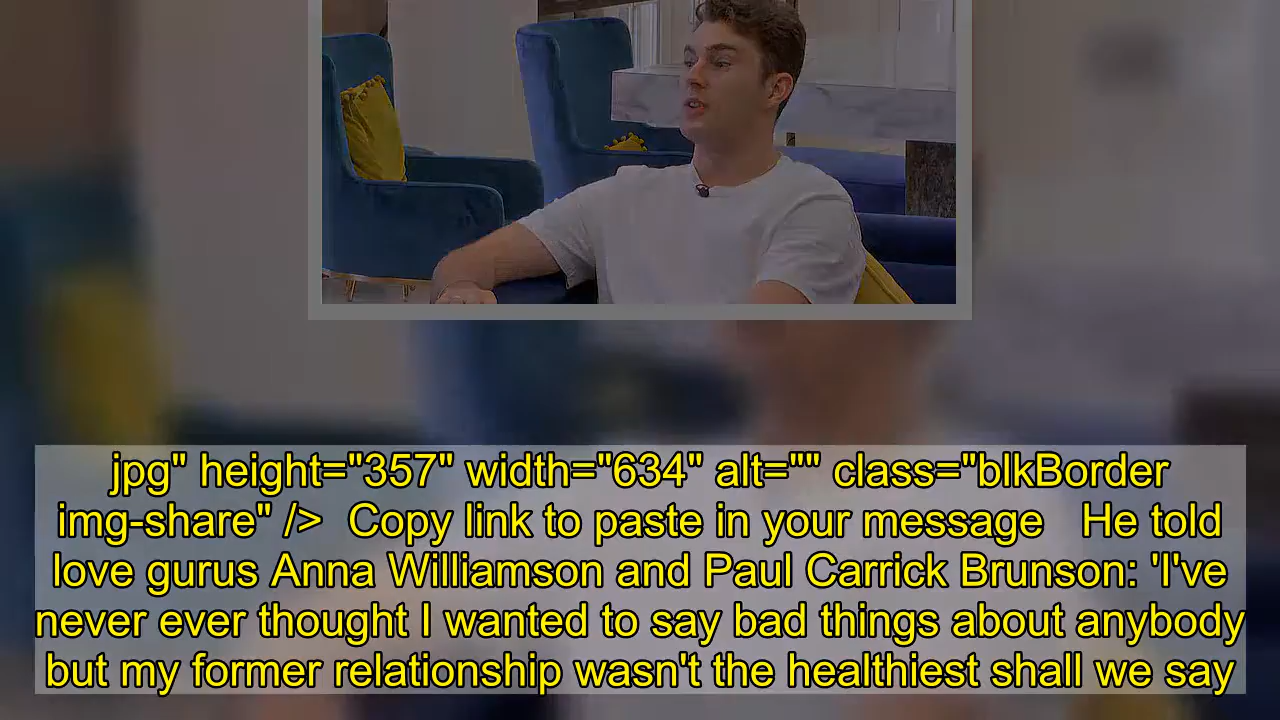 jpg" height="357" width="634" alt="" class="blkBorder
img-share" />  Copy link to paste in your message   He told
love gurus Anna Williamson and Paul Carrick Brunson: 'I've
never ever thought I wanted to say bad things about anybody
but my former relationship wasn't the healthiest shall we say